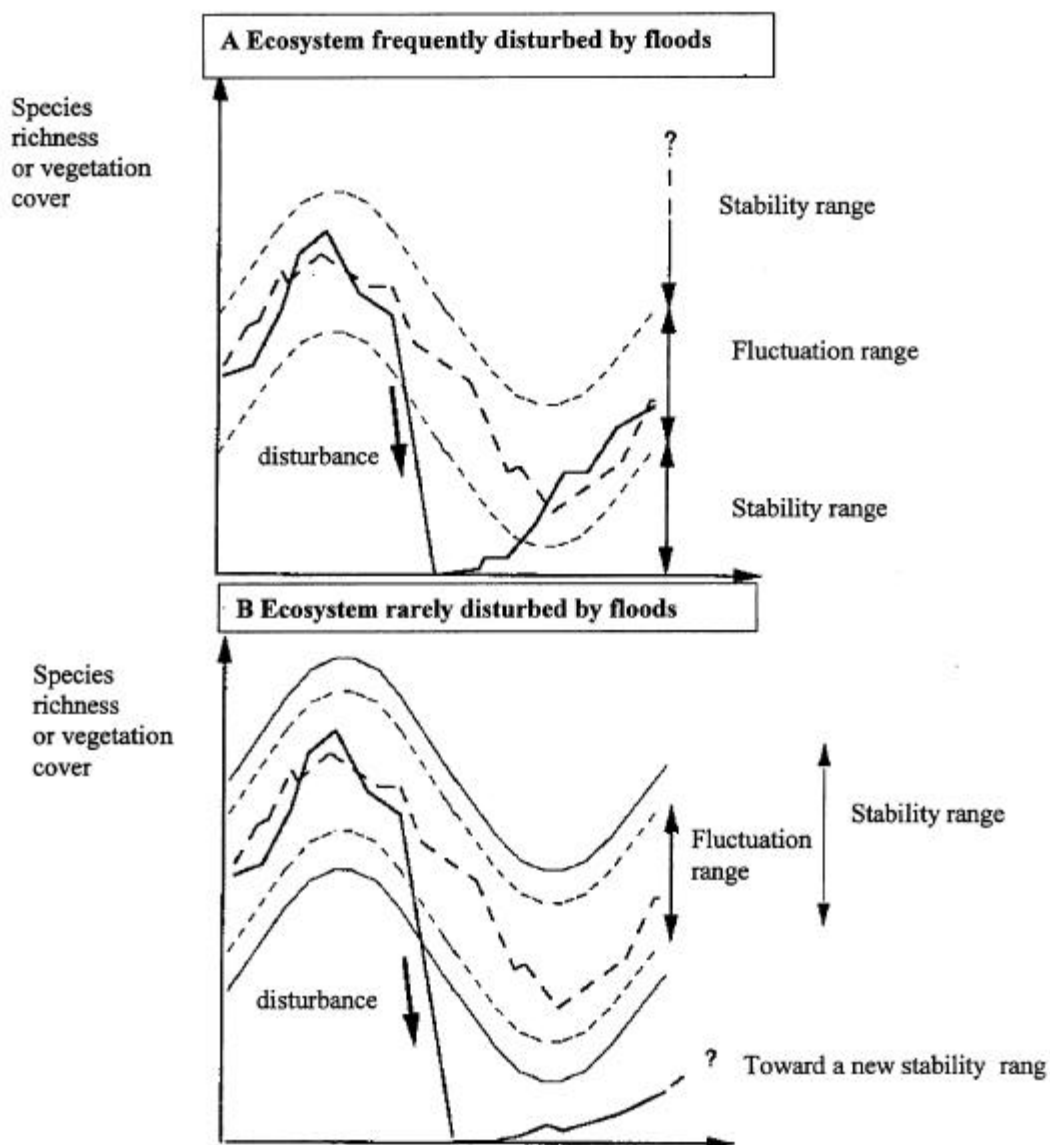 A Ecosystem frequently disturbed by floods
Species
richness
or vegetation
cover
?
Stability range
Fluctuation range
disturbance
Stability range
B Ecosystem rarely disturbed by floods
Species
richness
or vegetation
cover
Stability range
Fluctuation
range
disturbance
? Toward a new stability rang